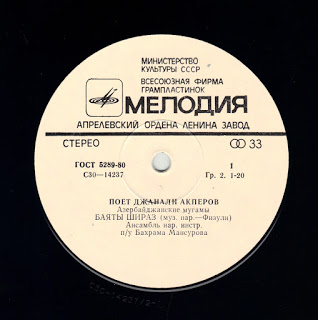 МИНИСТЕРСТВО
КУЛЬТУРЫ СССР
ВСЕСОЮЗНАЯ ФИРМА
ГРАМПЛАСТИНОК
МЕЛОДИЯ
АПРЕЛЕВСКИЙ ОРДЕНА ЛЕНИНА ЗАВОД
СТЕРЕО 33
ГОСТ 5289-80 1
С30—14237 Гр. 2. 1-20
ПОЕТ ДЖАНАЛИ АКПЕРОВ
Азербайджанские мугамы
БАЯТЫ ШИРАЗ (муз. нар.—Физули)
Ансамбль нар. инстр.
п/у Бахрама Мансурова